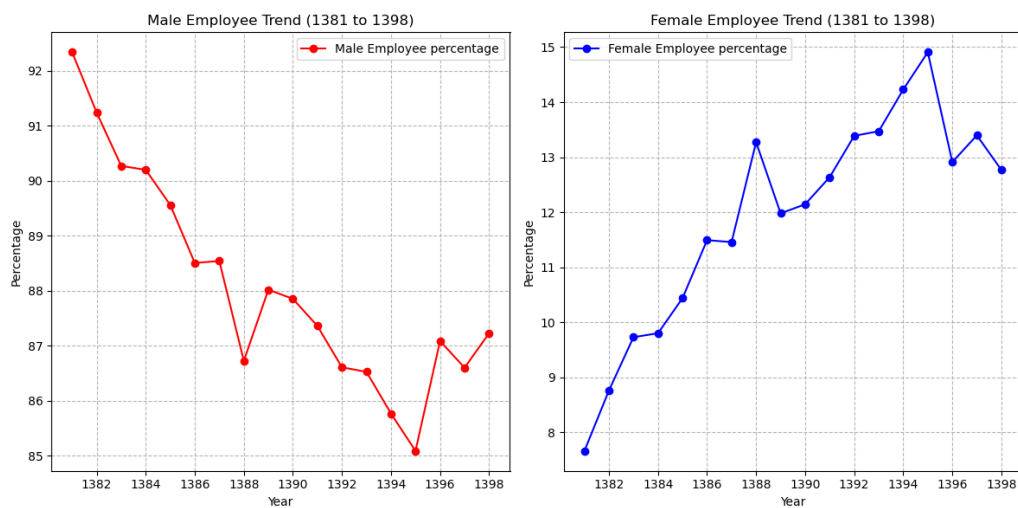 Male Employee Trend (1381 to 1398)
Male Employee percentage
92
91
90
89
88
87
86
85
Percentage
1382 1384 1386 1388 1390 1392 1394 1396 1398
Year
Female Employee Trend (1381 to 1398)
Female Employee percentage
15
14
13
12
11
10
9
8
Percentage
1382 1384 1386 1388 1390 1392 1394 1396 1398
Year